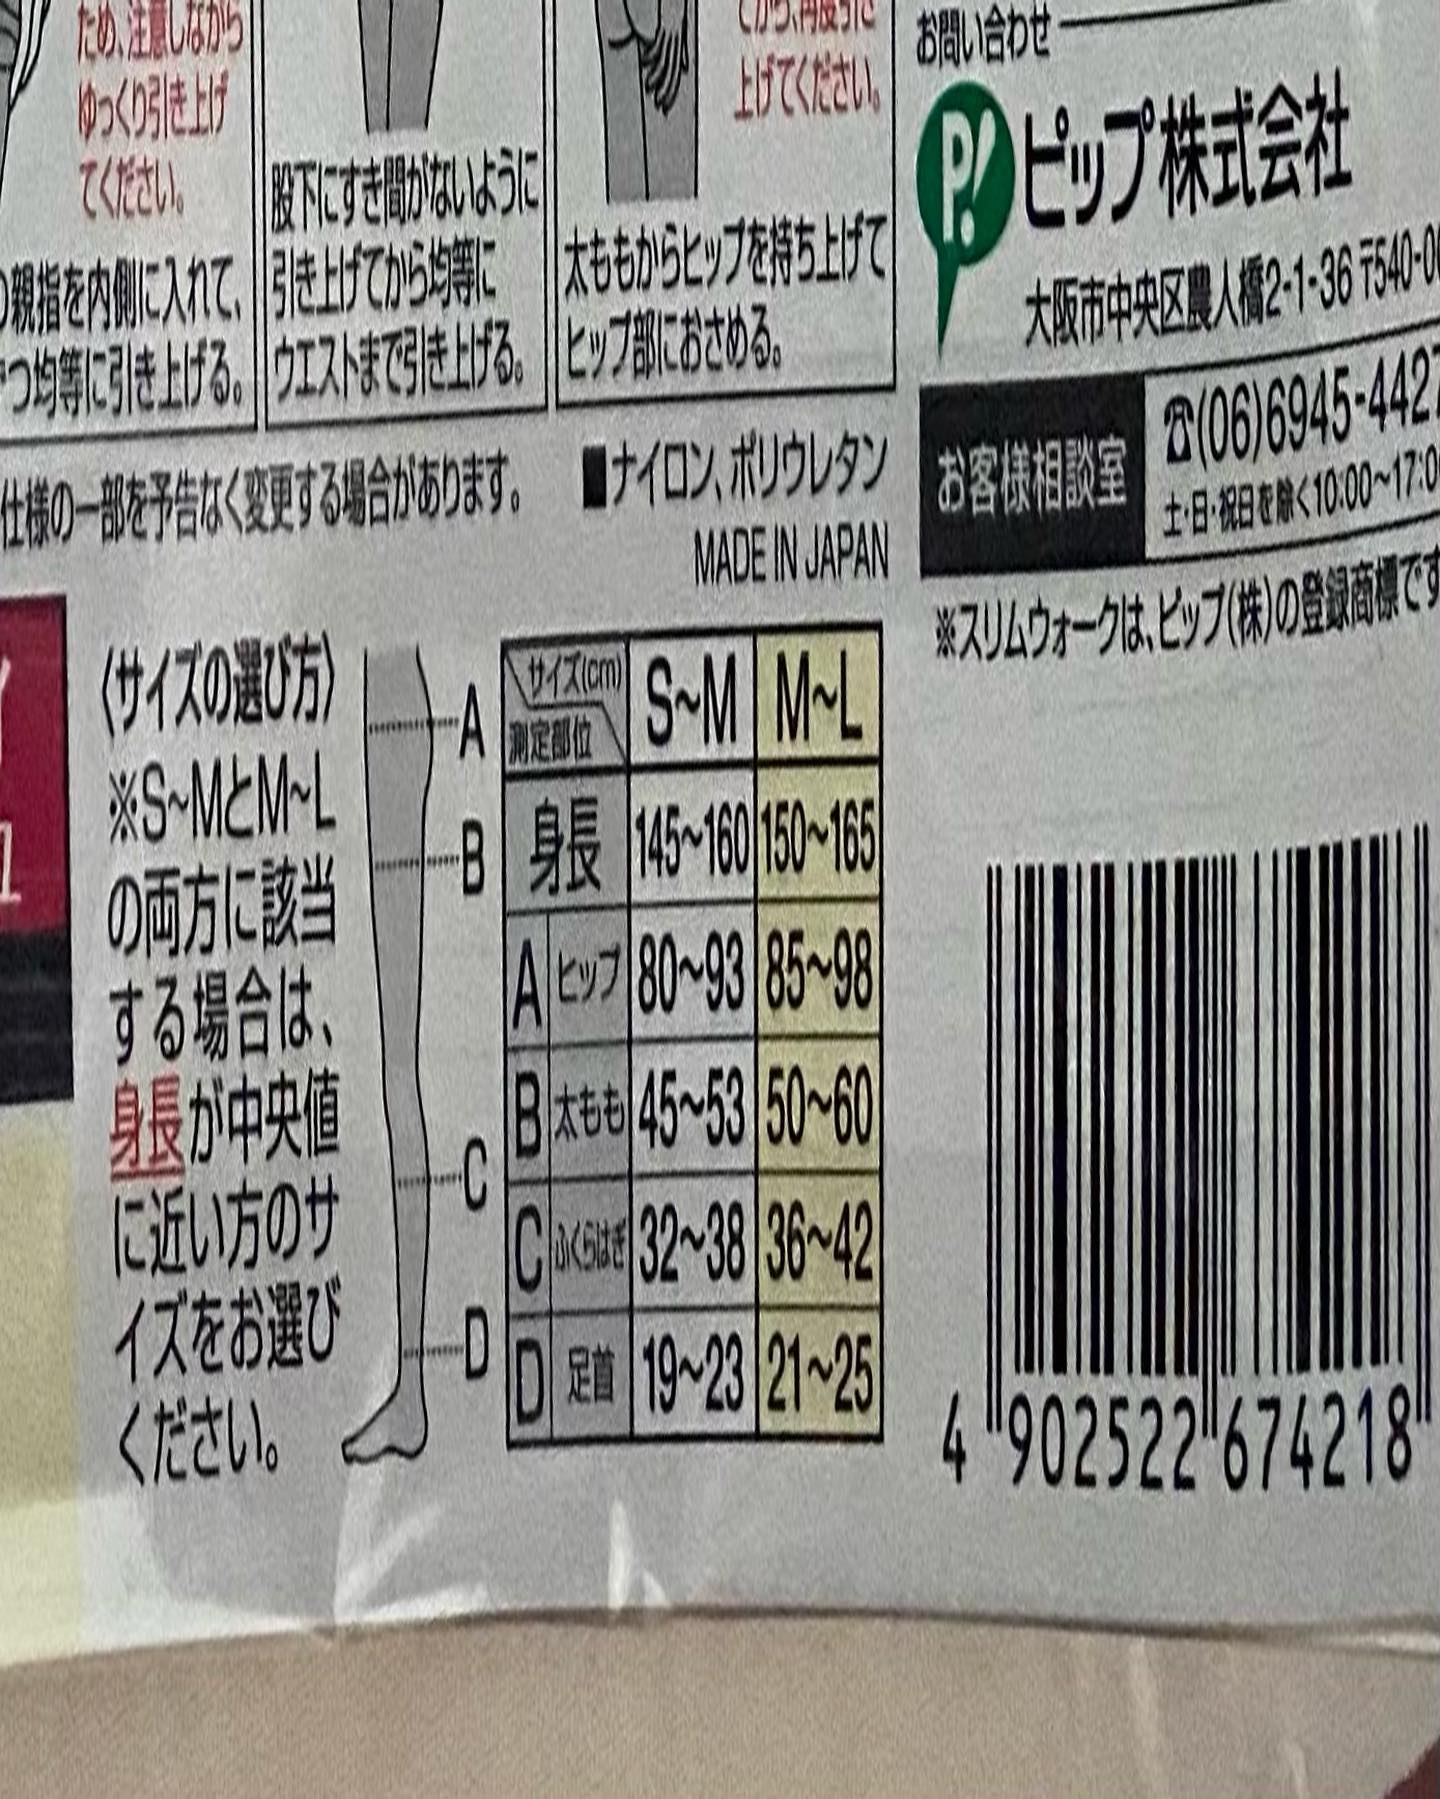 ため、注意しながら
ゆっくり引き上げ
てください。
親指を内側に入れて、
つ均等に引き上げる。
股下にすき間がないように
引き上げてから均等に
ウエストまで引き上げる。
上げてください。
太ももからヒップを持ち上げて
ヒップ部におさめる。
仕様の一部を予告なく変更する場合があります。
■ナイロン、ポリウレタン
MADE IN JAPAN
お問い合わせ
P!
ピップ株式会社
大阪市中央区農人橋2-1-36 〒540-00
お客様相談室
☎(06)6945-4427
土・日・祝日を除く10:00~17:0
※スリムウォークは、ピップ(株)の登録商標です
〈サイズの選び方〉
※S~MとM~L
の両方に該当
する場合は、
身長が中央値
に近い方のサ
イズをお選び
ください。
A
B
C
D
サイズ(cm) S~M M~L
測定部位
身長 145~160 150~165
A ヒップ 80~93 85~98
B 太もも 45~53 50~60
C ふくらはぎ 32~38 36~42
D 足首 19~23 21~25
1
4 902522 674218